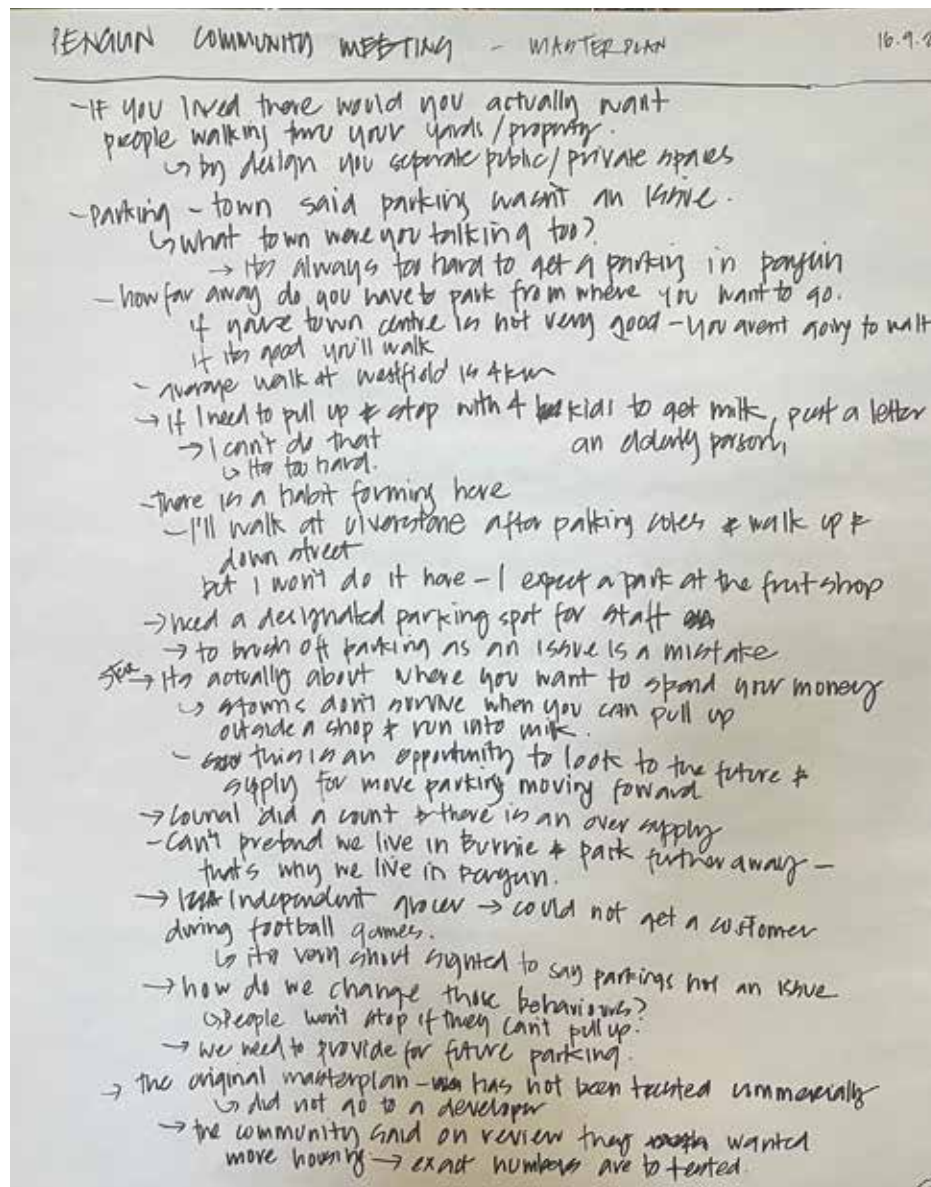 PENGUIN COMMUNITY MEETING - MASTERPLAN 16.9.2
- If you lived there would you actually want
people walking thru your yards/property.
↳ by design you separate public/private spaces
- Parking - town said parking wasn't an issue.
↳ what town were you talking too?
→ its always too hard to get a parking in penguin
- how far away do you have to park from where you want to go.
if your town centre is not very good - you arent going to walk
if its good you'll walk
- average walk at westfield is 4km
→ if I need to pull up & stop with 4 kids to get milk, post a letter
→ I can't do that an elderly person,
↳ Its too hard.
- there is a habit forming here
- I'll walk at ulverstone after parking coles & walk up &
down street
but I won't do it here - I expect a park at the fruit shop
→ need a designated parking spot for staff
→ to brush off parking as an issue is a mistake.
→ Its actually about where you want to spend your money
↳ towns don't survive when you can pull up
outside a shop & run into milk.
- this is an opportunity to look to the future &
supply for more parking moving foward
→ Council did a count & there is an over supply
- Can't pretend we live in Burnie & park further away -
that's why we live in Penguin.
→ IGA Independent grocer → could not get a customer
during football games.
↳ its very short sighted to say parkings not an issue
→ how do we change those behaviours?
↳ People won't stop if they can't pull up.
→ we need to provide for future parking.
→ the original masterplan - has not been tested commercially
↳ did not go to a developer
→ the community said on review they wanted
more housing → exact numbers are to tested.